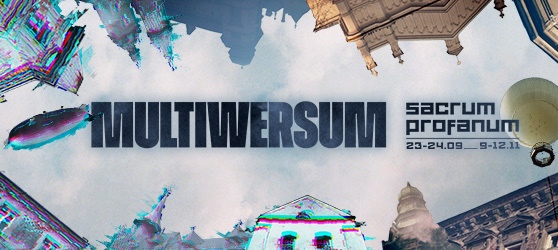 MULTIWERSUM
sacrum
profanum
23-24.09__9-12.11